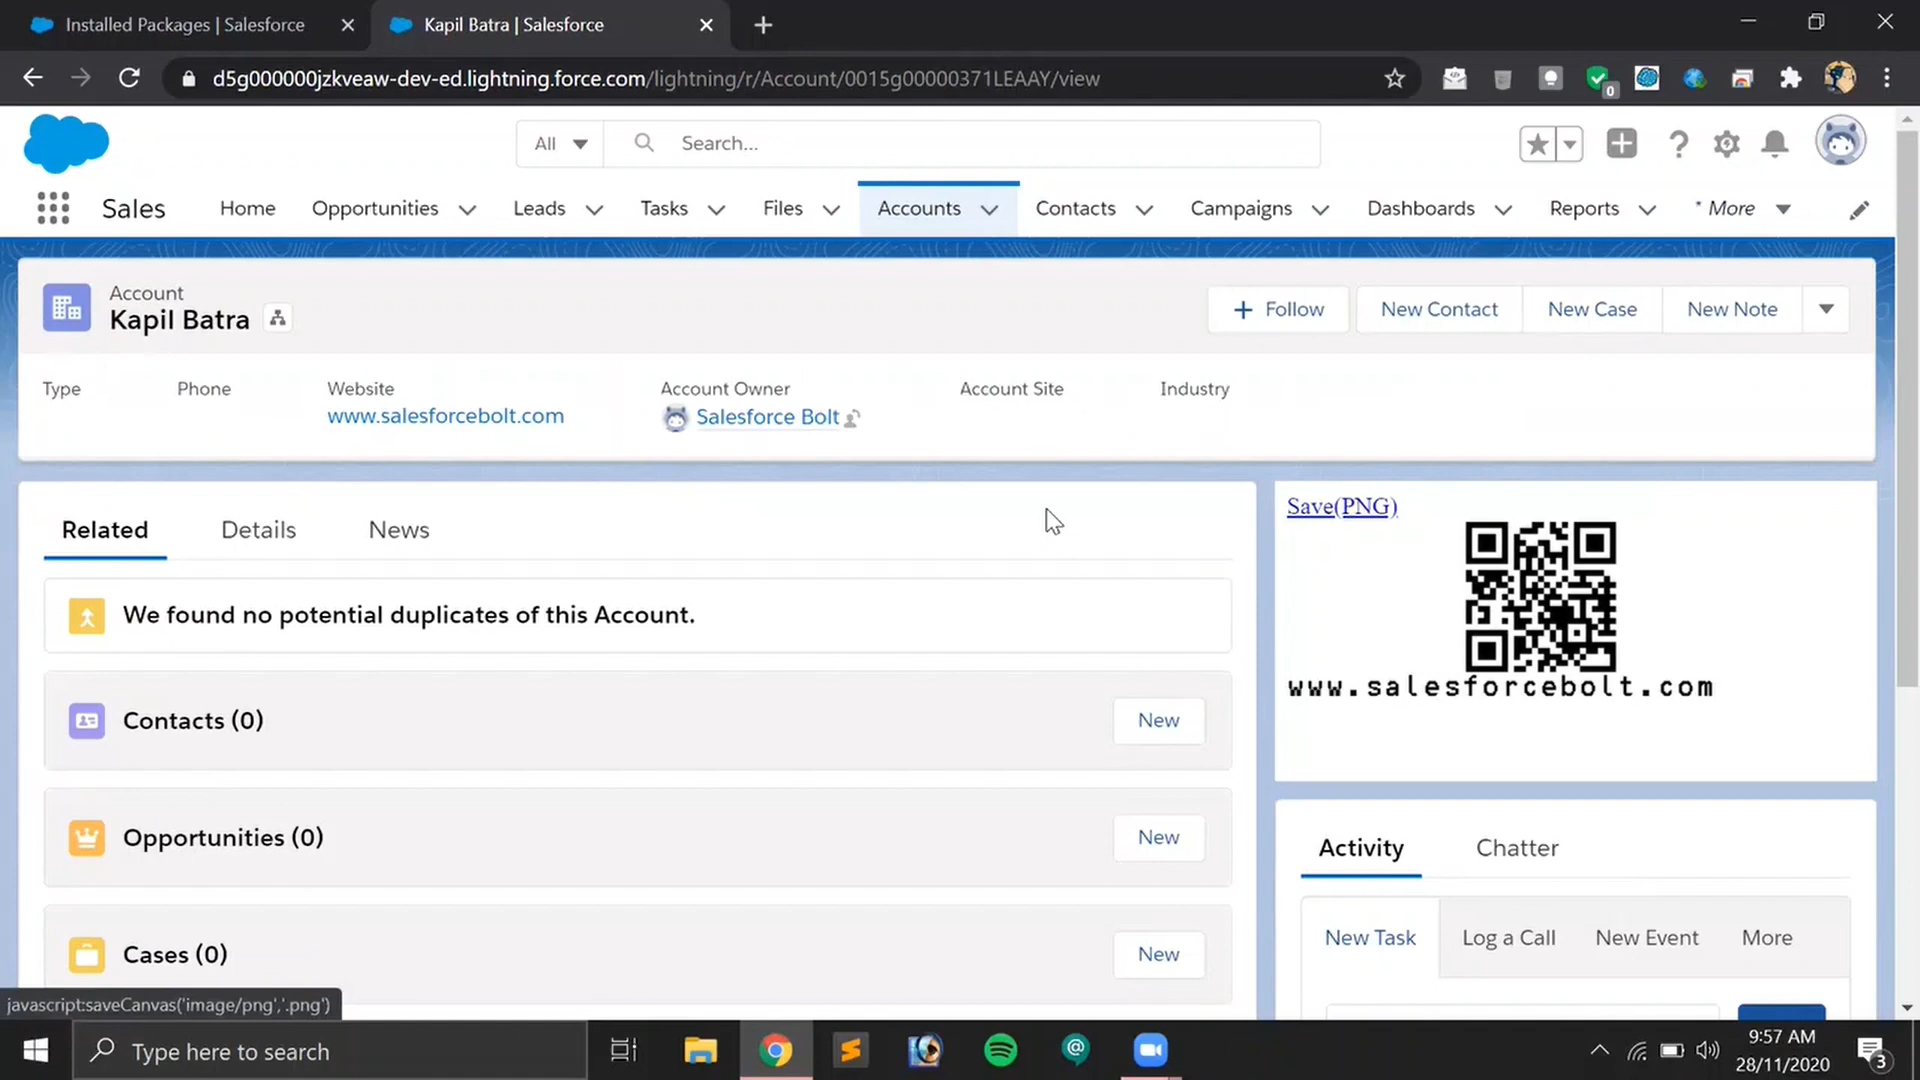 Installed Packages | Salesforce
Kapil Batra | Salesforce
d5g000000jzkveaw-dev-ed.lightning.force.com/lightning/r/Account/0015g00000371LEAAY/view
0
All
Search...
Sales
Home
Opportunities
Leads
Tasks
Files
Accounts
Contacts
Campaigns
Dashboards
Reports
* More
Account
Kapil Batra
Follow
New Contact
New Case
New Note
Type
Phone
Website
Account Owner
Account Site
Industry
www.salesforcebolt.com
Salesforce Bolt
Related
Details
News
Save(PNG)
www.salesforcebolt.com
We found no potential duplicates of this Account.
Contacts (0)
New
Opportunities (0)
New
Cases (0)
New
Activity
Chatter
New Task
Log a Call
New Event
More
javascript:saveCanvas('image/png','.png')
Type here to search
9:57 AM
28/11/2020
3